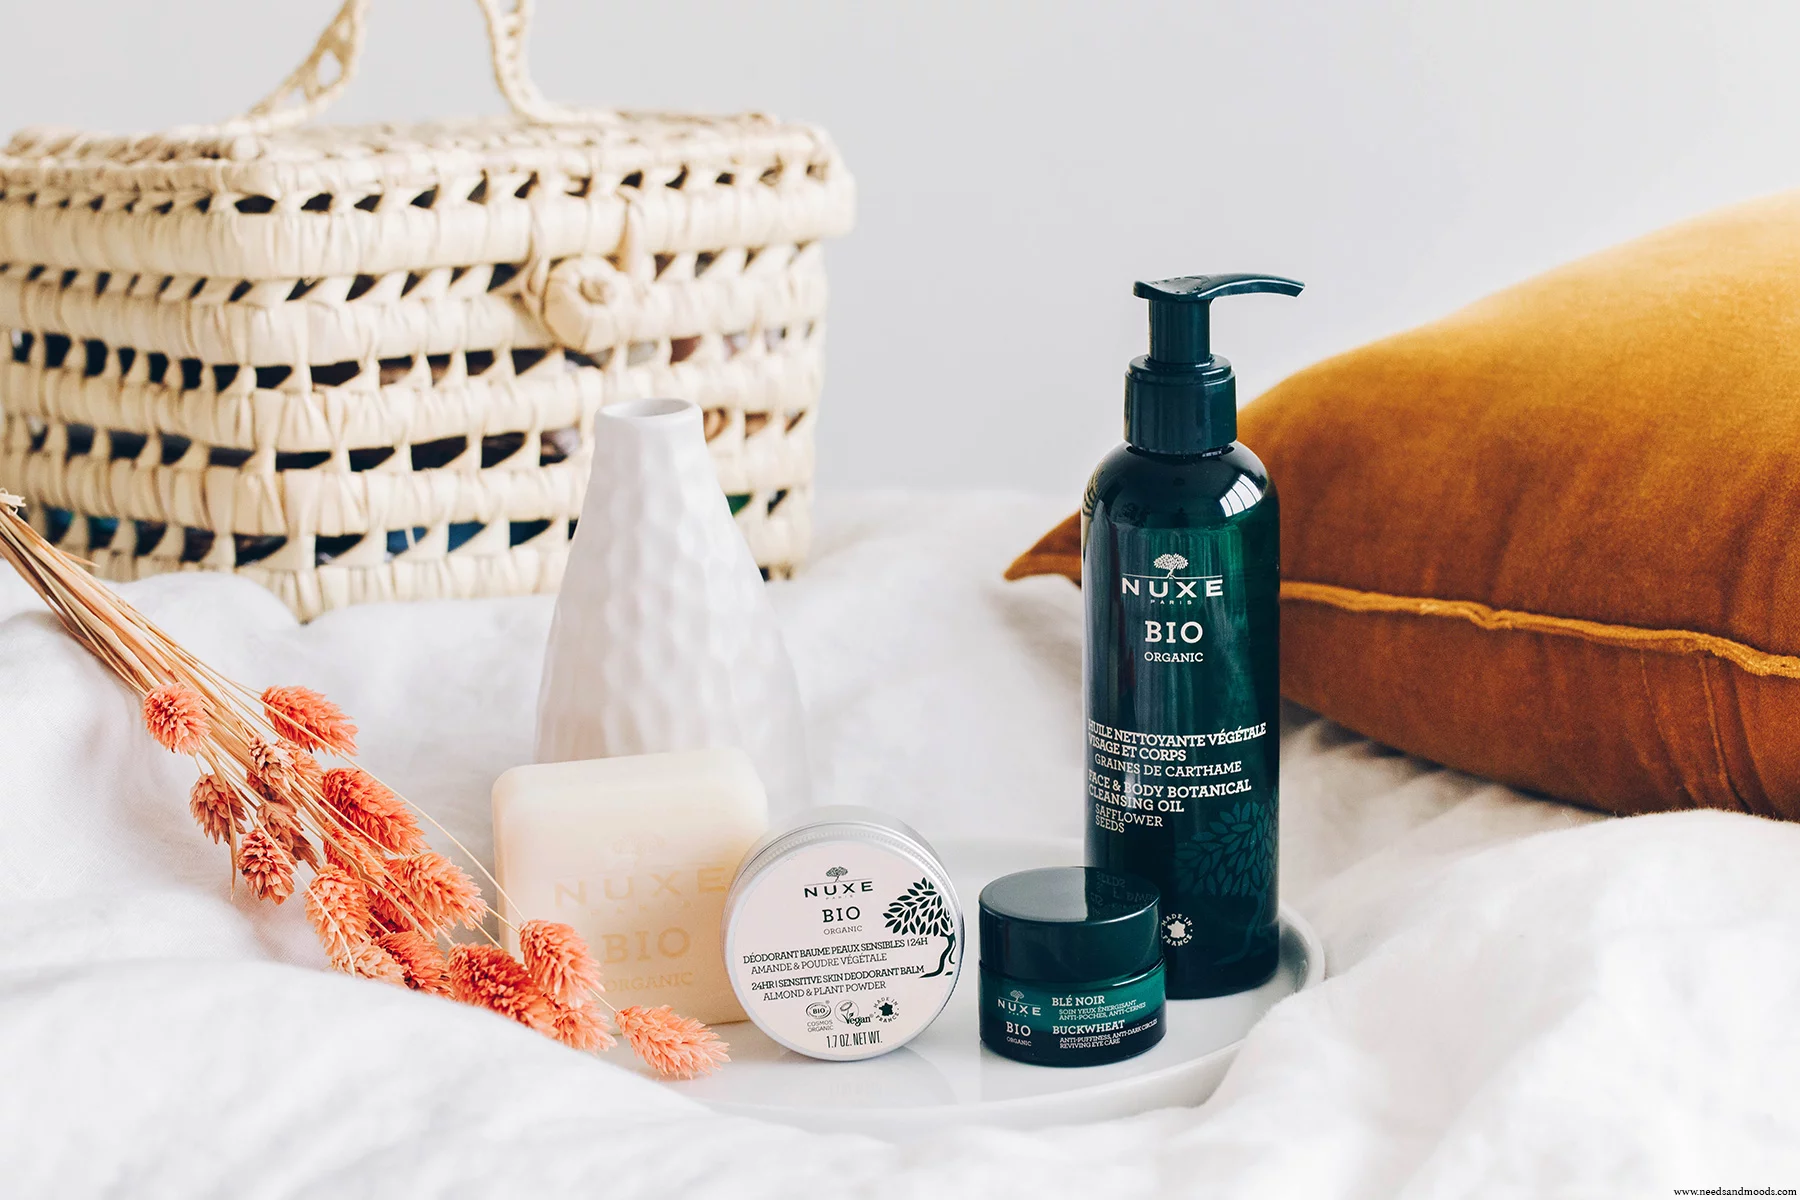 NUXE
PARIS
BIO
ORGANIC
HUILE NETTOYANTE VÉGÉTALE
VISAGE ET CORPS
GRAINES DE CARTHAME
FACE & BODY BOTANICAL
CLEANSING OIL
SAFFLOWER
SEEDS
MADE IN
FRANCE
NUXE
BIO
ORGANIC
NUXE
PARIS
BIO
ORGANIC
DÉODORANT BAUME PEAUX SENSIBLES | 24H
AMANDE & POUDRE VÉGÉTALE
24HR | SENSITIVE SKIN DEODORANT BALM
ALMOND & PLANT POWDER
BIO
COSMOS
ORGANIC
Vegan
MADE IN
FRANCE
1.7 OZ. NET WT.
NUXE
PARIS
BIO
ORGANIC
BLÉ NOIR
SOIN YEUX ÉNERGISANT
ANTI-POCHES, ANTI-CERNES
BUCKWHEAT
ANTI-PUFFINESS, ANTI-DARK CIRCLES
REVIVING EYE CARE
www.needsandmoods.com